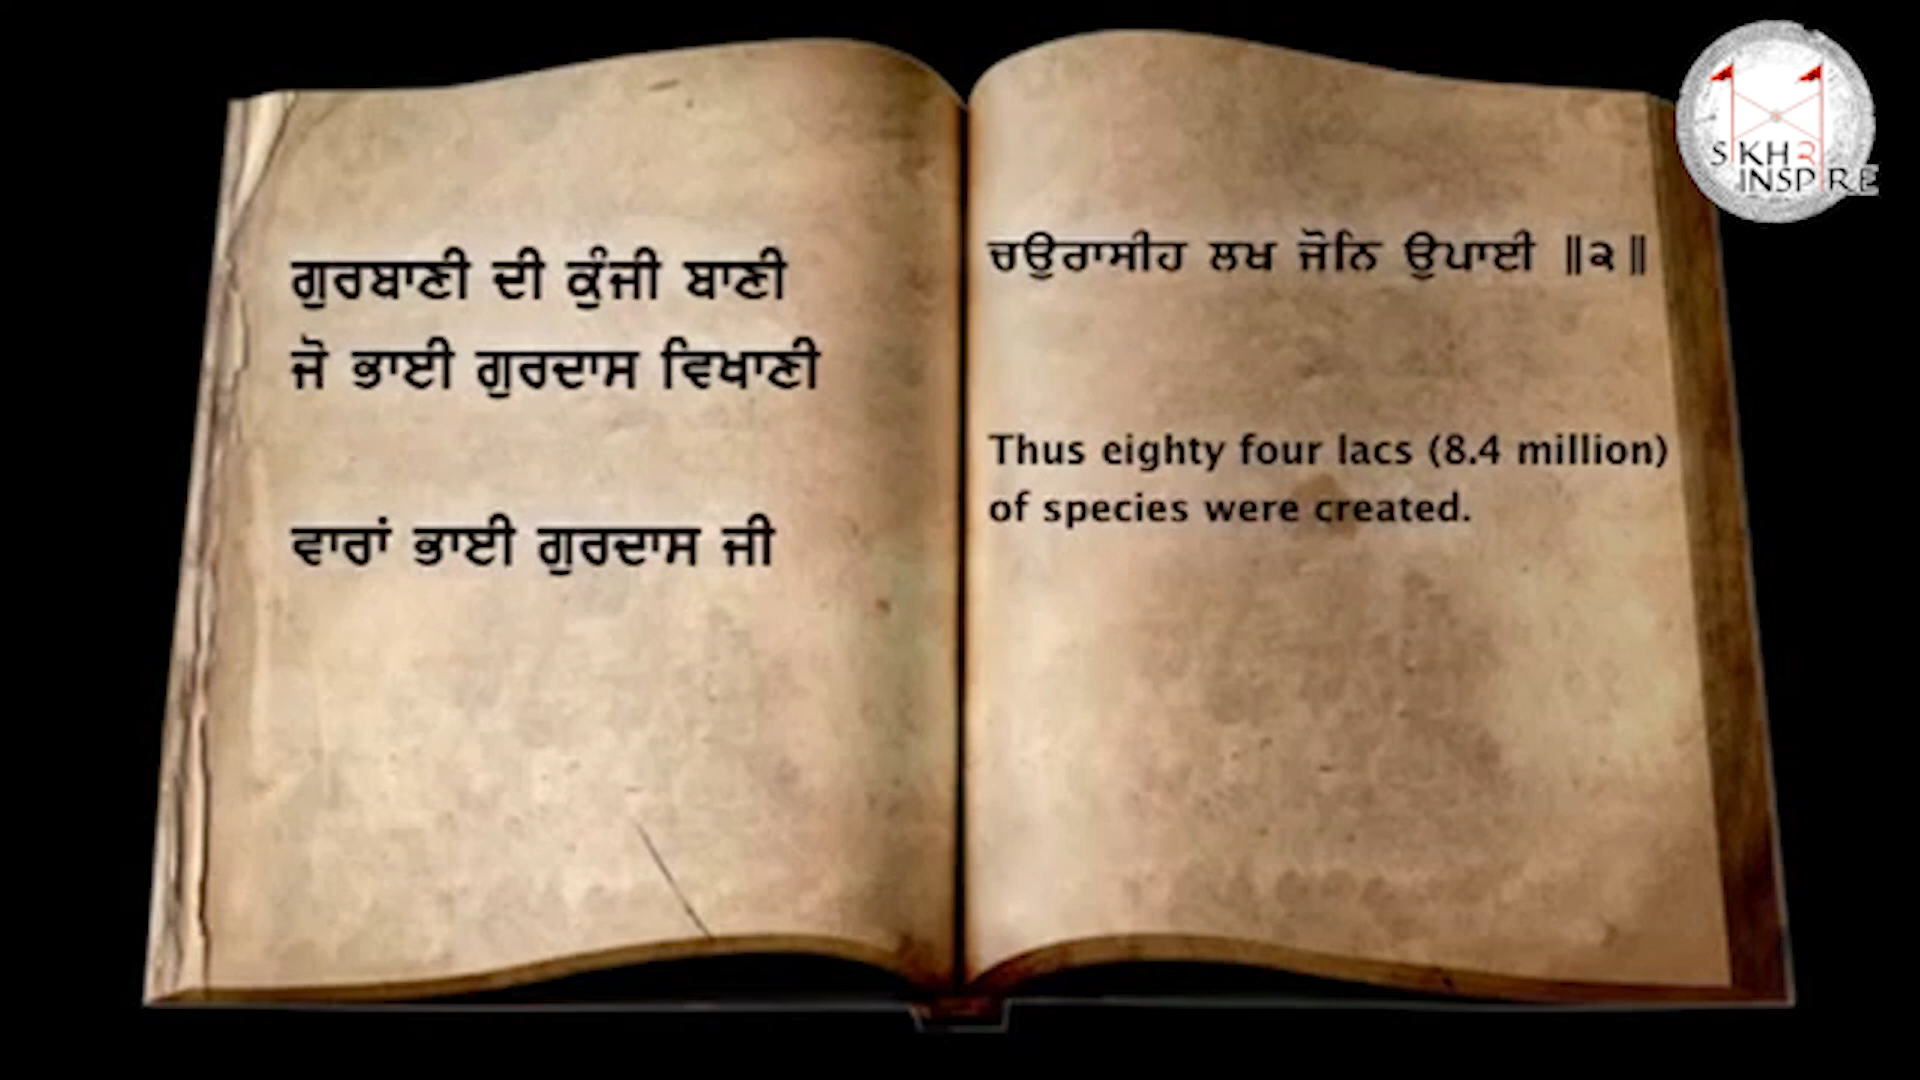 ਗੁਰਬਾਣੀ ਦੀ ਕੁੰਜੀ ਬਾਣੀ
ਜੋ ਭਾਈ ਗੁਰਦਾਸ ਵਿਖਾਣੀ
ਵਾਰਾਂ ਭਾਈ ਗੁਰਦਾਸ ਜੀ
ਚਉਰਾਸੀਹ ਲਖ ਜੋਨਿ ਉਪਾਈ ॥੨॥
Thus eighty four lacs (8.4 million)
of species were created.
SIKHR
INSPIRE